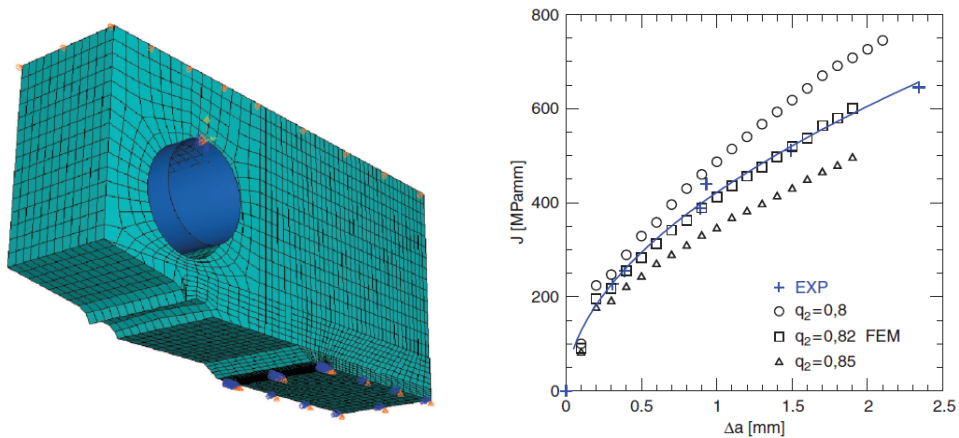 800
600
400
200
0
J [MPamm]
EXP
q2=0,8
q2=0,82 FEM
q2=0,85
0 0.5 1 1.5 2 2.5
Δa [mm]